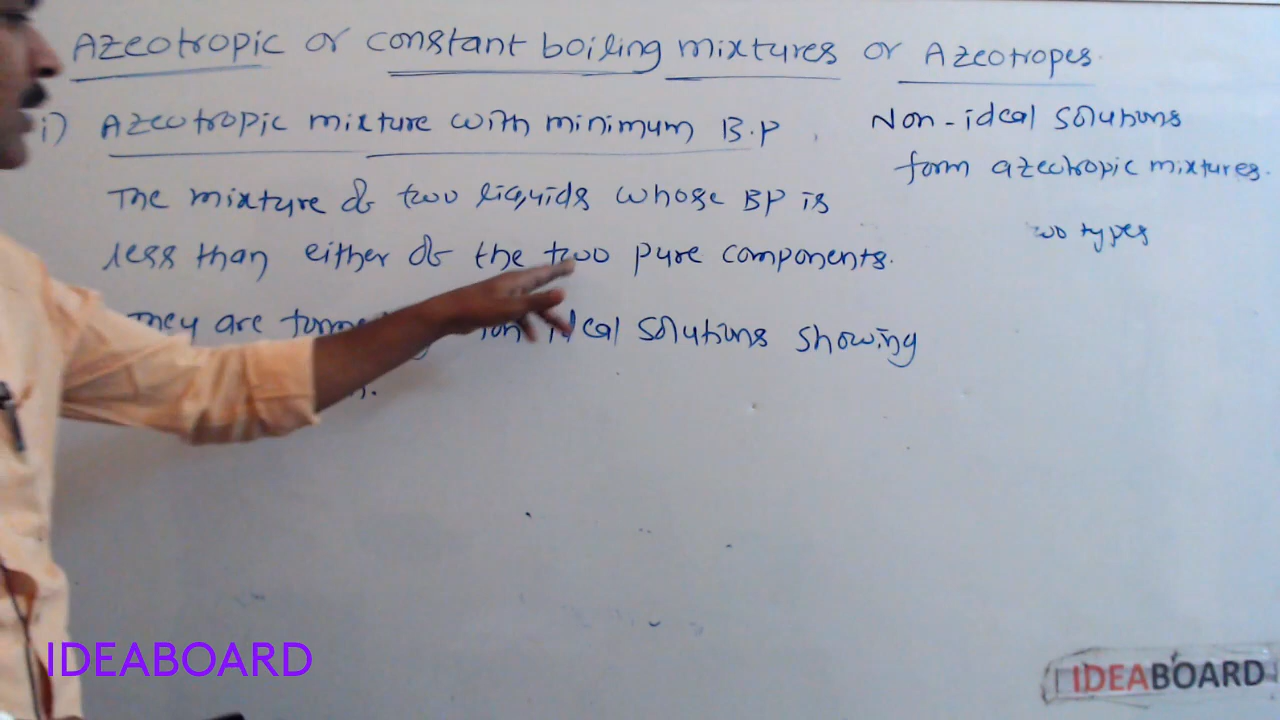 Azeotropic or constant boiling mixtures or Azeotropes.
i) Azeotropic mixture with minimum B.P.
The mixture of two liquids whose BP is
less than either of the two pure components.
They are ideal solutions showing
Non-ideal solutions
form azeotropic mixtures.
two types
IDEABOARD
IDEABOARD